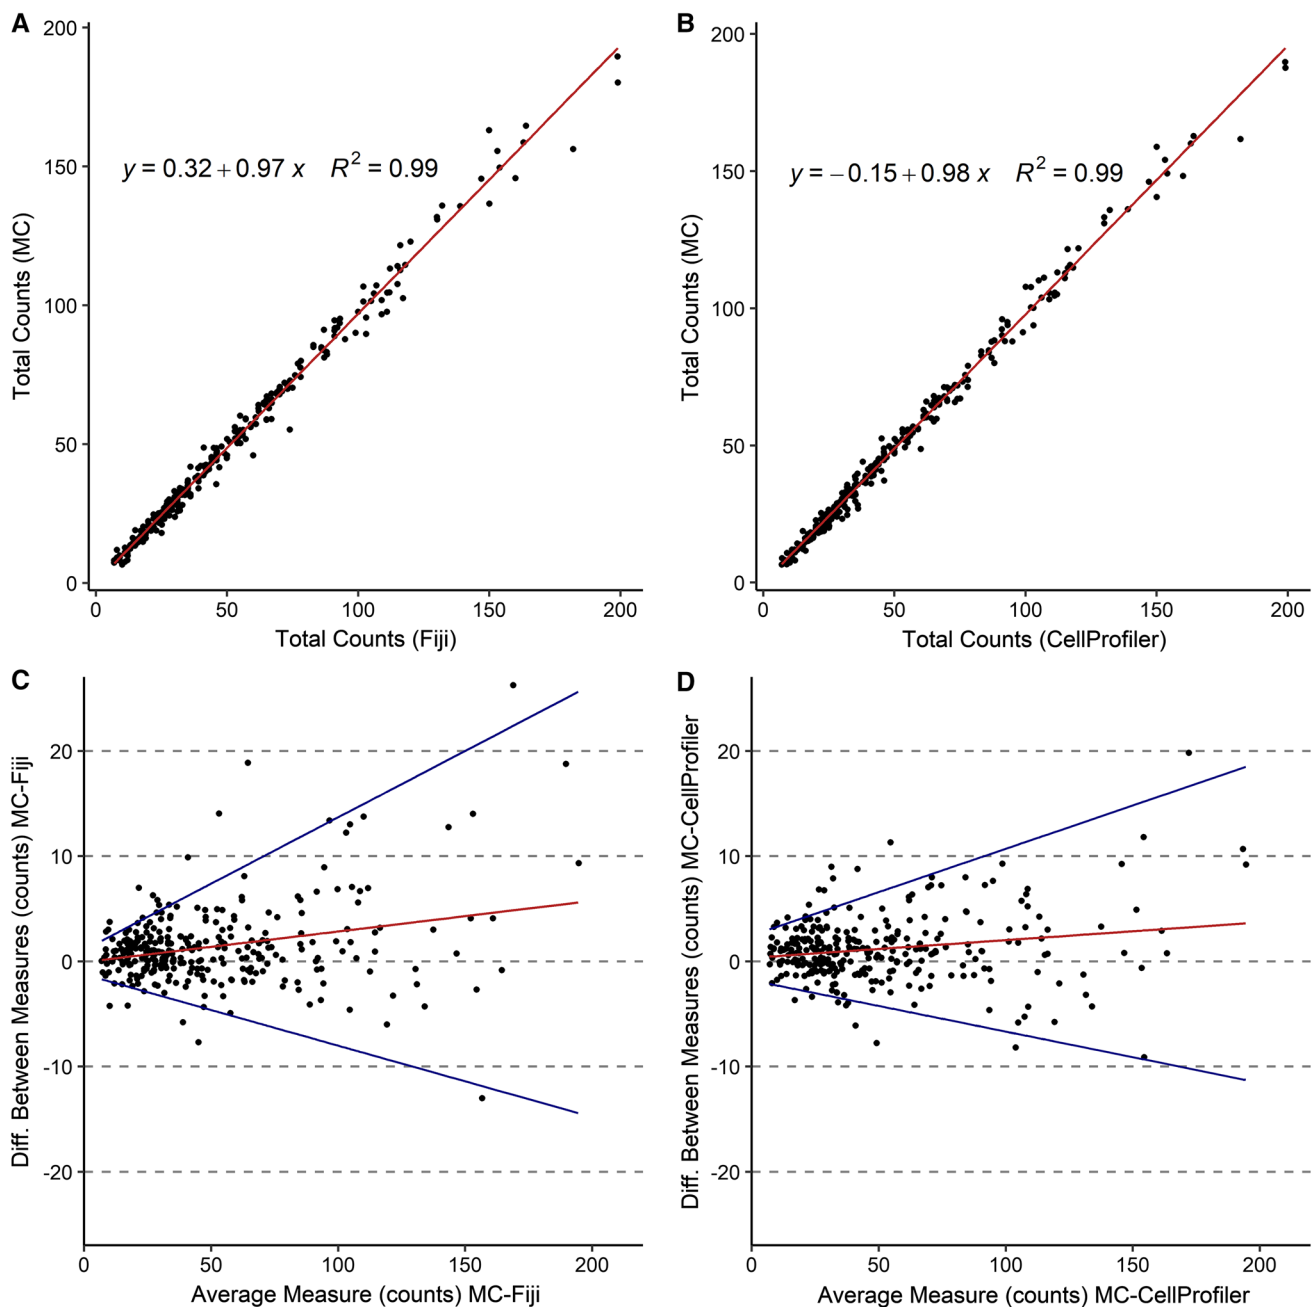 A
200
150
100
50
0
y = 0.32 + 0.97 x R² = 0.99
Total Counts (MC)
0 50 100 150 200
Total Counts (Fiji)
B
200
150
100
50
0
y = −0.15 + 0.98 x R² = 0.99
Total Counts (MC)
0 50 100 150 200
Total Counts (CellProfiler)
C
20
10
0
-10
-20
Diff. Between Measures (counts) MC-Fiji
0 50 100 150 200
Average Measure (counts) MC-Fiji
D
20
10
0
-10
-20
Diff. Between Measures (counts) MC-CellProfiler
0 50 100 150 200
Average Measure (counts) MC-CellProfiler